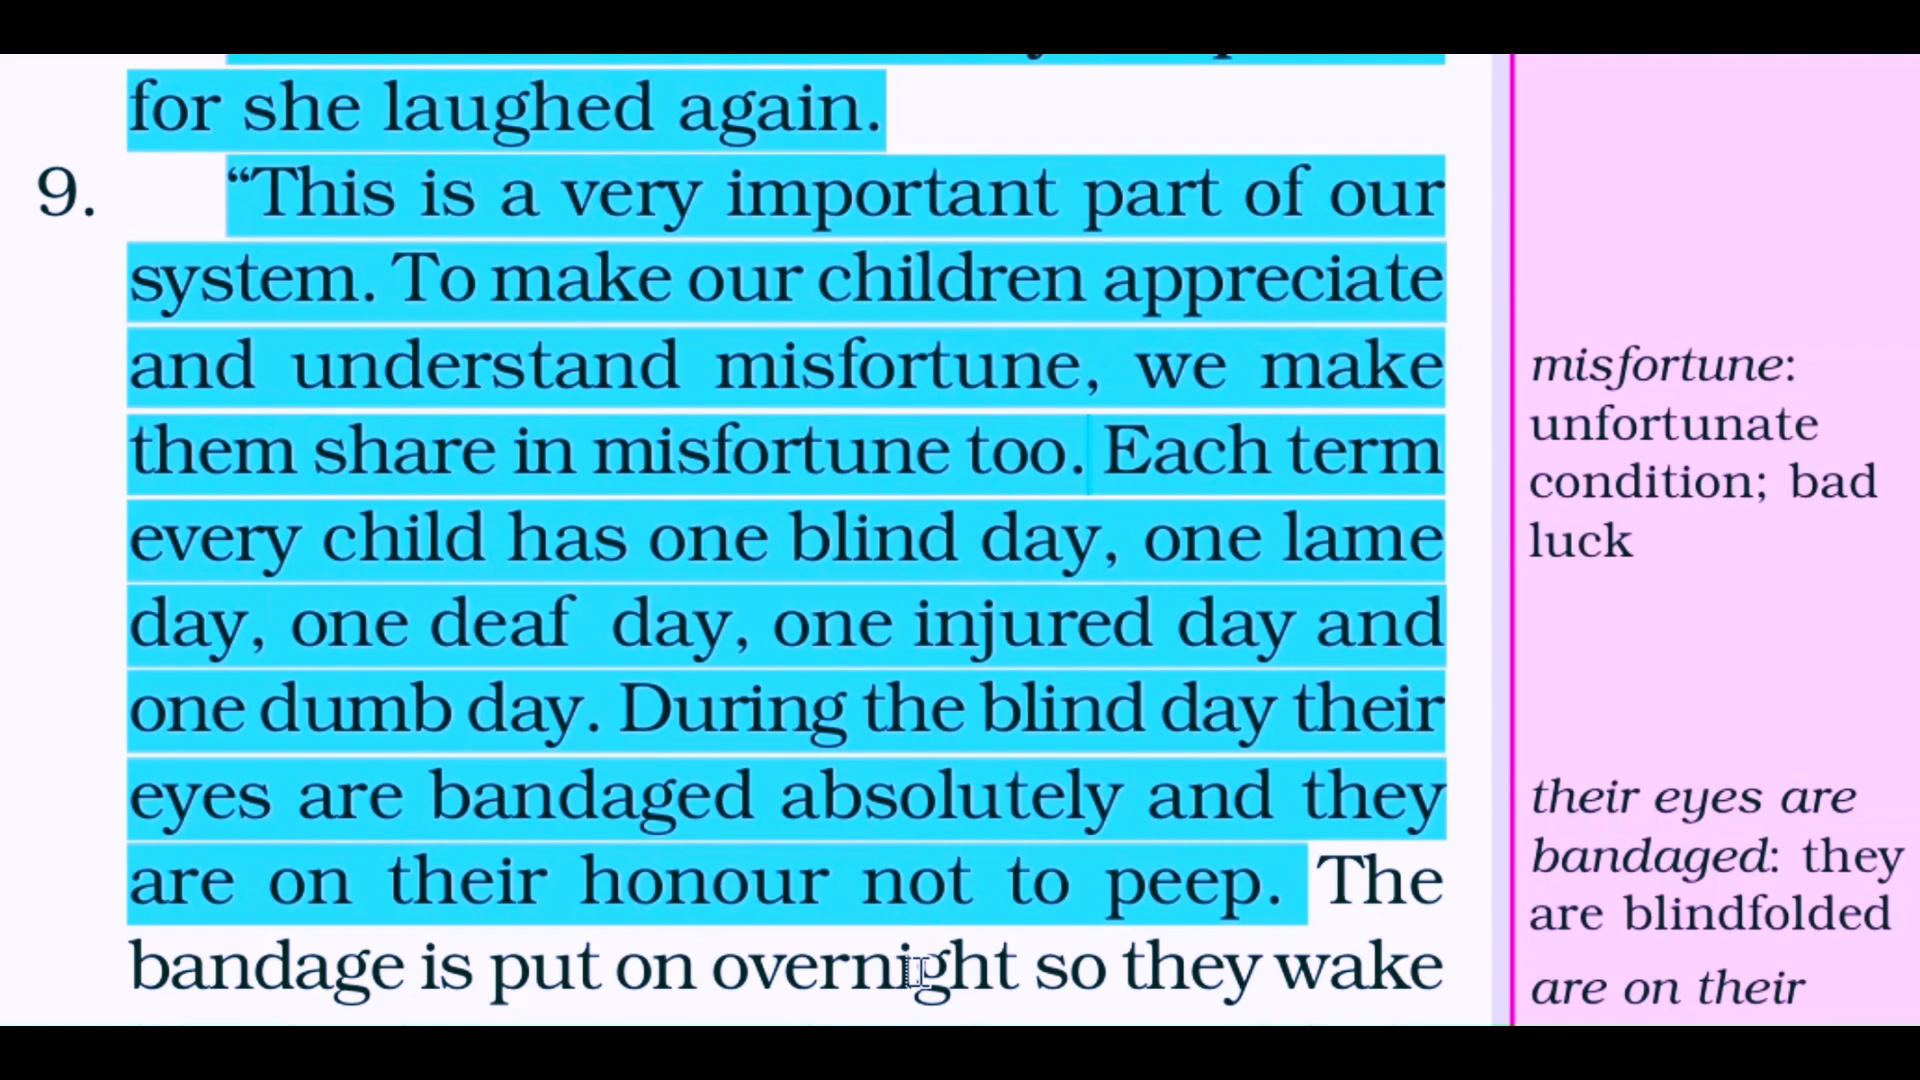 for she laughed again.
9. “This is a very important part of our
system. To make our children appreciate
and understand misfortune, we make
them share in misfortune too. Each term
every child has one blind day, one lame
day, one deaf day, one injured day and
one dumb day. During the blind day their
eyes are bandaged absolutely and they
are on their honour not to peep. The
bandage is put on overnight so they wake
misfortune:
unfortunate
condition; bad
luck
their eyes are
bandaged: they
are blindfolded
are on their